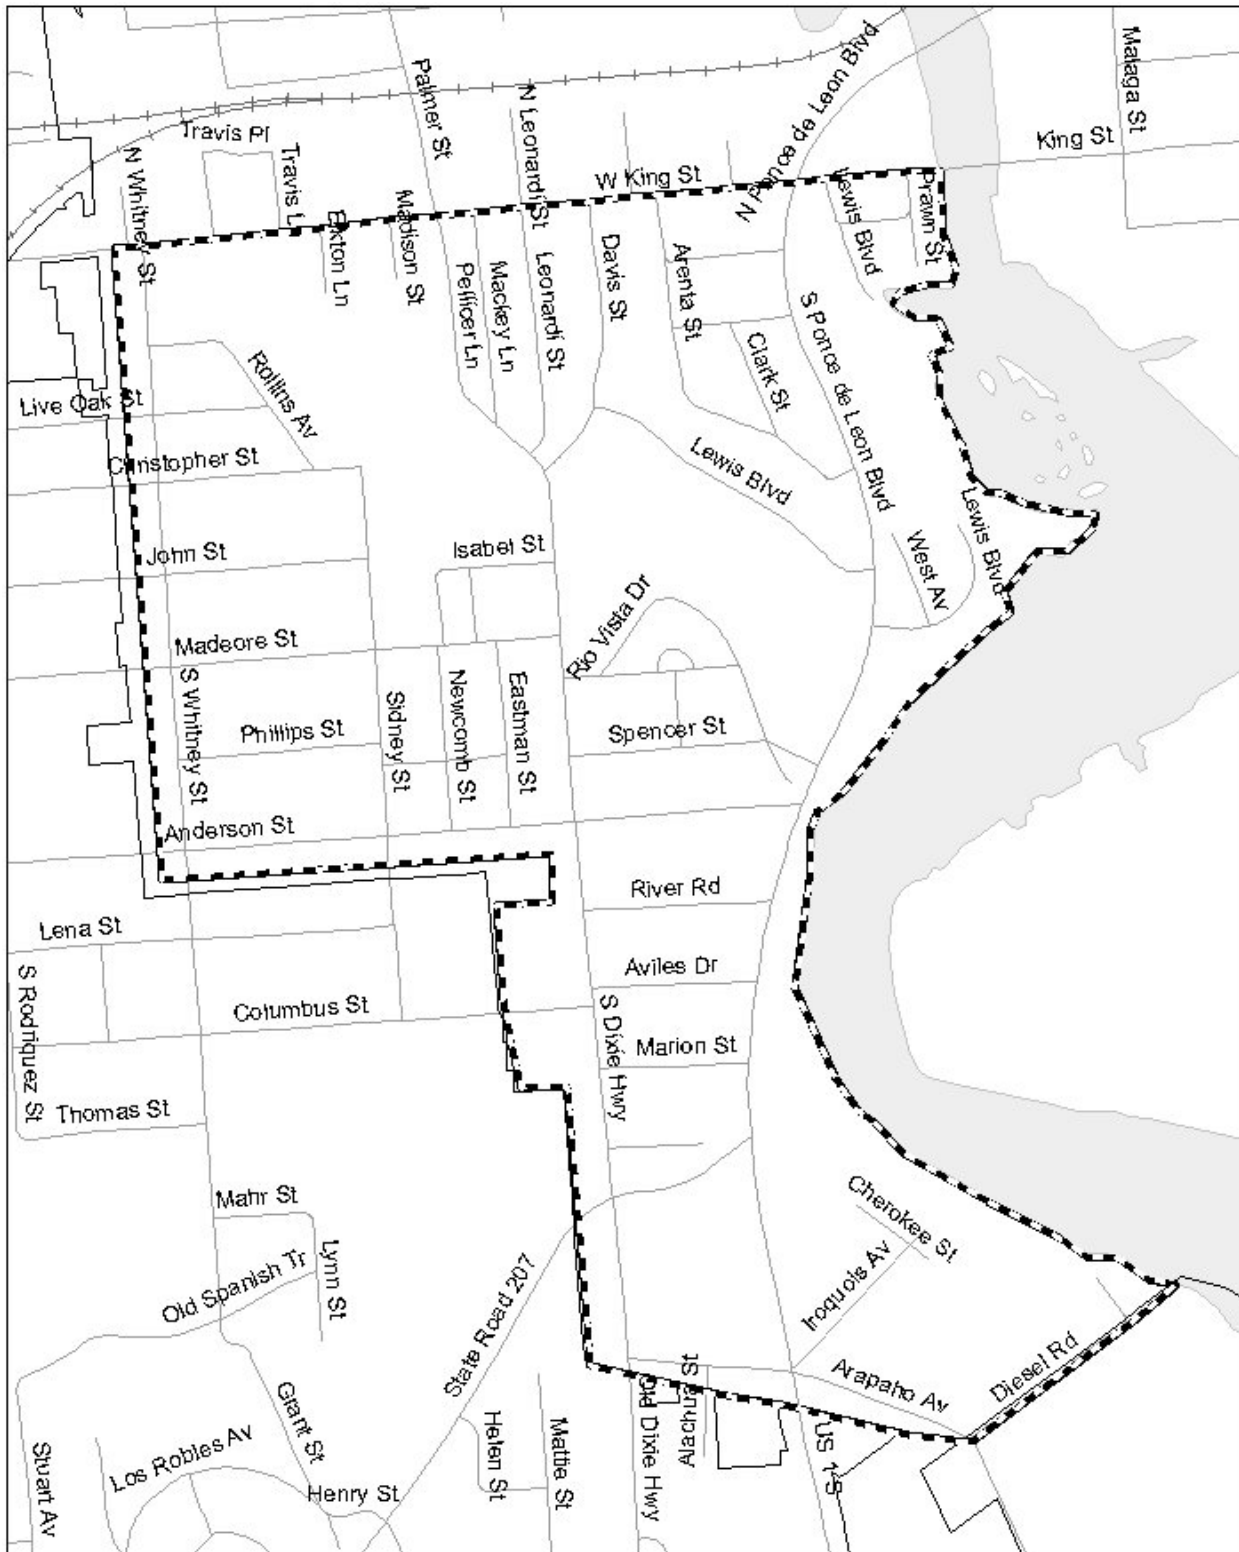 Malaga St
N Ponce de Leon Blvd
Palmer St
N Leonardi St
Travis Pl
King St
N Whitney St
Travis L
W King St
Lewis Blvd
Prawn St
Exton Ln
Madison St
Pellicer Ln
Mackey Ln
Leonardi St
Davis St
Arenta St
S Ponce de Leon Blvd
Clark St
Rollins Av
Live Oak St
Christopher St
Lewis Blvd
Lewis Blvd
John St
Isabel St
West Av
Rio Vista Dr
Madeore St
S Whitney St
Phillips St
Sidney St
Newcomb St
Eastman St
Spencer St
Anderson St
River Rd
Lena St
Aviles Dr
S Rodriquez St
Columbus St
S Dixie Hwy
Marion St
Thomas St
Mahr St
Cherokee St
Old Spanish Tr
Lynn St
State Road 207
Iroquois Av
Diesel Rd
Arapaho Av
Grant St
Old Dixie Hwy
Alachua St
US 1 S
Helen St
Mattie St
Los Robles Av
Stuart Av
Henry St